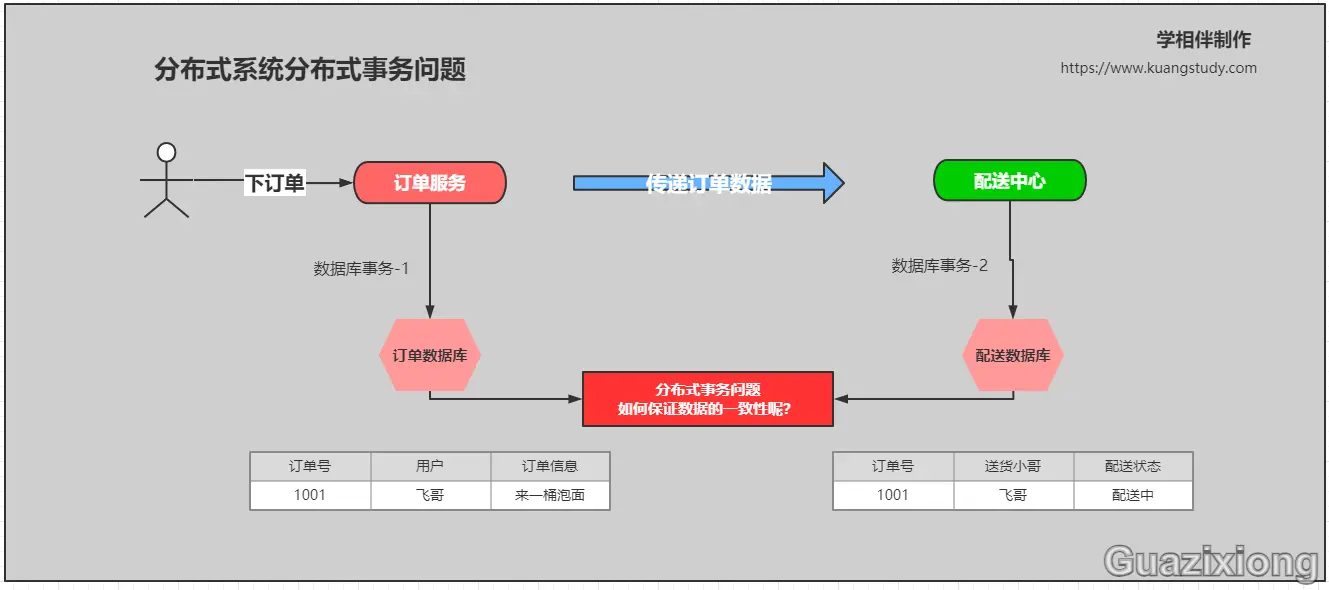 学相伴制作
https://www.kuangstudy.com
分布式系统分布式事务问题
下订单
订单服务
传递订单数据
配送中心
数据库事务-1
数据库事务-2
订单数据库
配送数据库
分布式事务问题
如何保证数据的一致性呢?
订单号 用户 订单信息
1001 飞哥 来一桶泡面
订单号 送货小哥 配送状态
1001 飞哥 配送中
Guazixiong